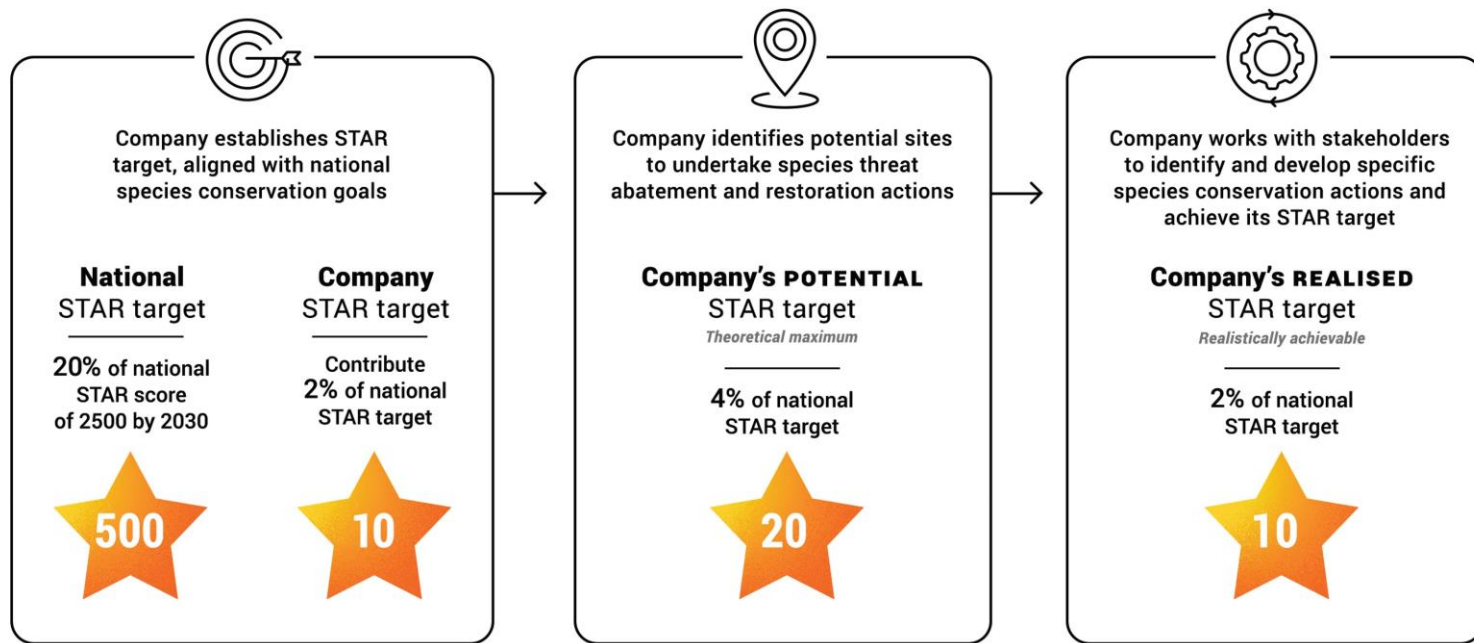 Company establishes STAR
target, aligned with national
species conservation goals
National
STAR target
20% of national
STAR score
of 2500 by 2030
500
Company
STAR target
Contribute
2% of national
STAR target
10
Company identifies potential sites
to undertake species threat
abatement and restoration actions
Company's POTENTIAL
STAR target
Theoretical maximum
4% of national
STAR target
20
Company works with stakeholders
to identify and develop specific
species conservation actions and
achieve its STAR target
Company's REALISED
STAR target
Realistically achievable
2% of national
STAR target
10